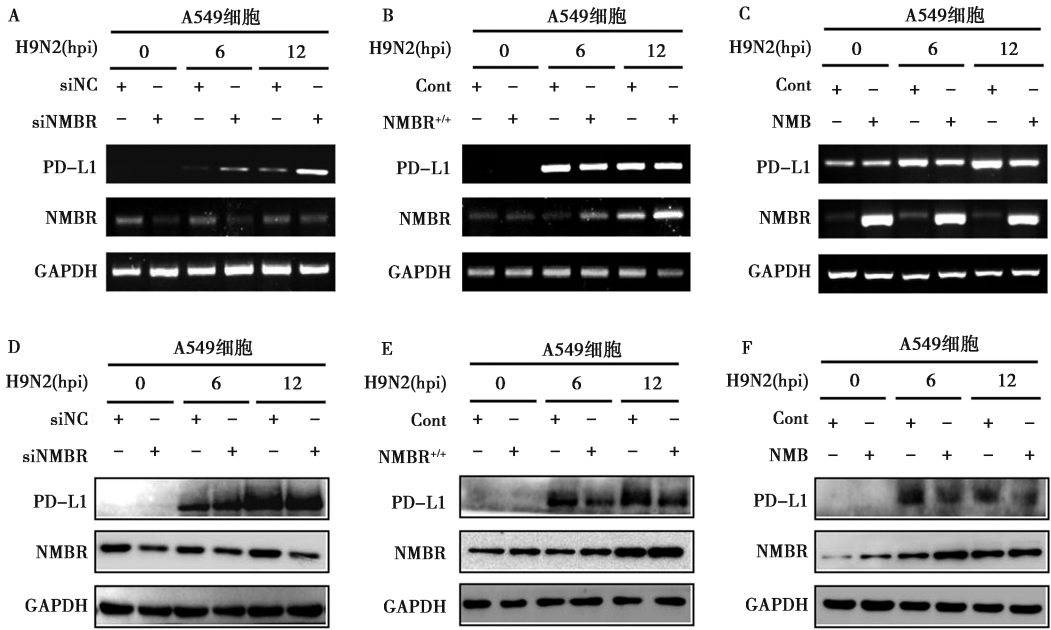 A
A549细胞
H9N2(hpi) 0 6 12
siNC + – + – + –
siNMBR – + – + – +
PD–L1
NMBR
GAPDH
B
A549细胞
H9N2(hpi) 0 6 12
Cont + – + – + –
NMBR+/+ – + – + – +
PD–L1
NMBR
GAPDH
C
A549细胞
H9N2(hpi) 0 6 12
Cont + – + – + –
NMB – + – + – +
PD–L1
NMBR
GAPDH
D
A549细胞
H9N2(hpi) 0 6 12
siNC + – + – + –
siNMBR – + – + – +
PD–L1
NMBR
GAPDH
E
A549细胞
H9N2(hpi) 0 6 12
Cont + – + – + –
NMBR+/+ – + – + – +
PD–L1
NMBR
GAPDH
F
A549细胞
H9N2(hpi) 0 6 12
Cont + – + – + –
NMB – + – + – +
PD–L1
NMBR
GAPDH